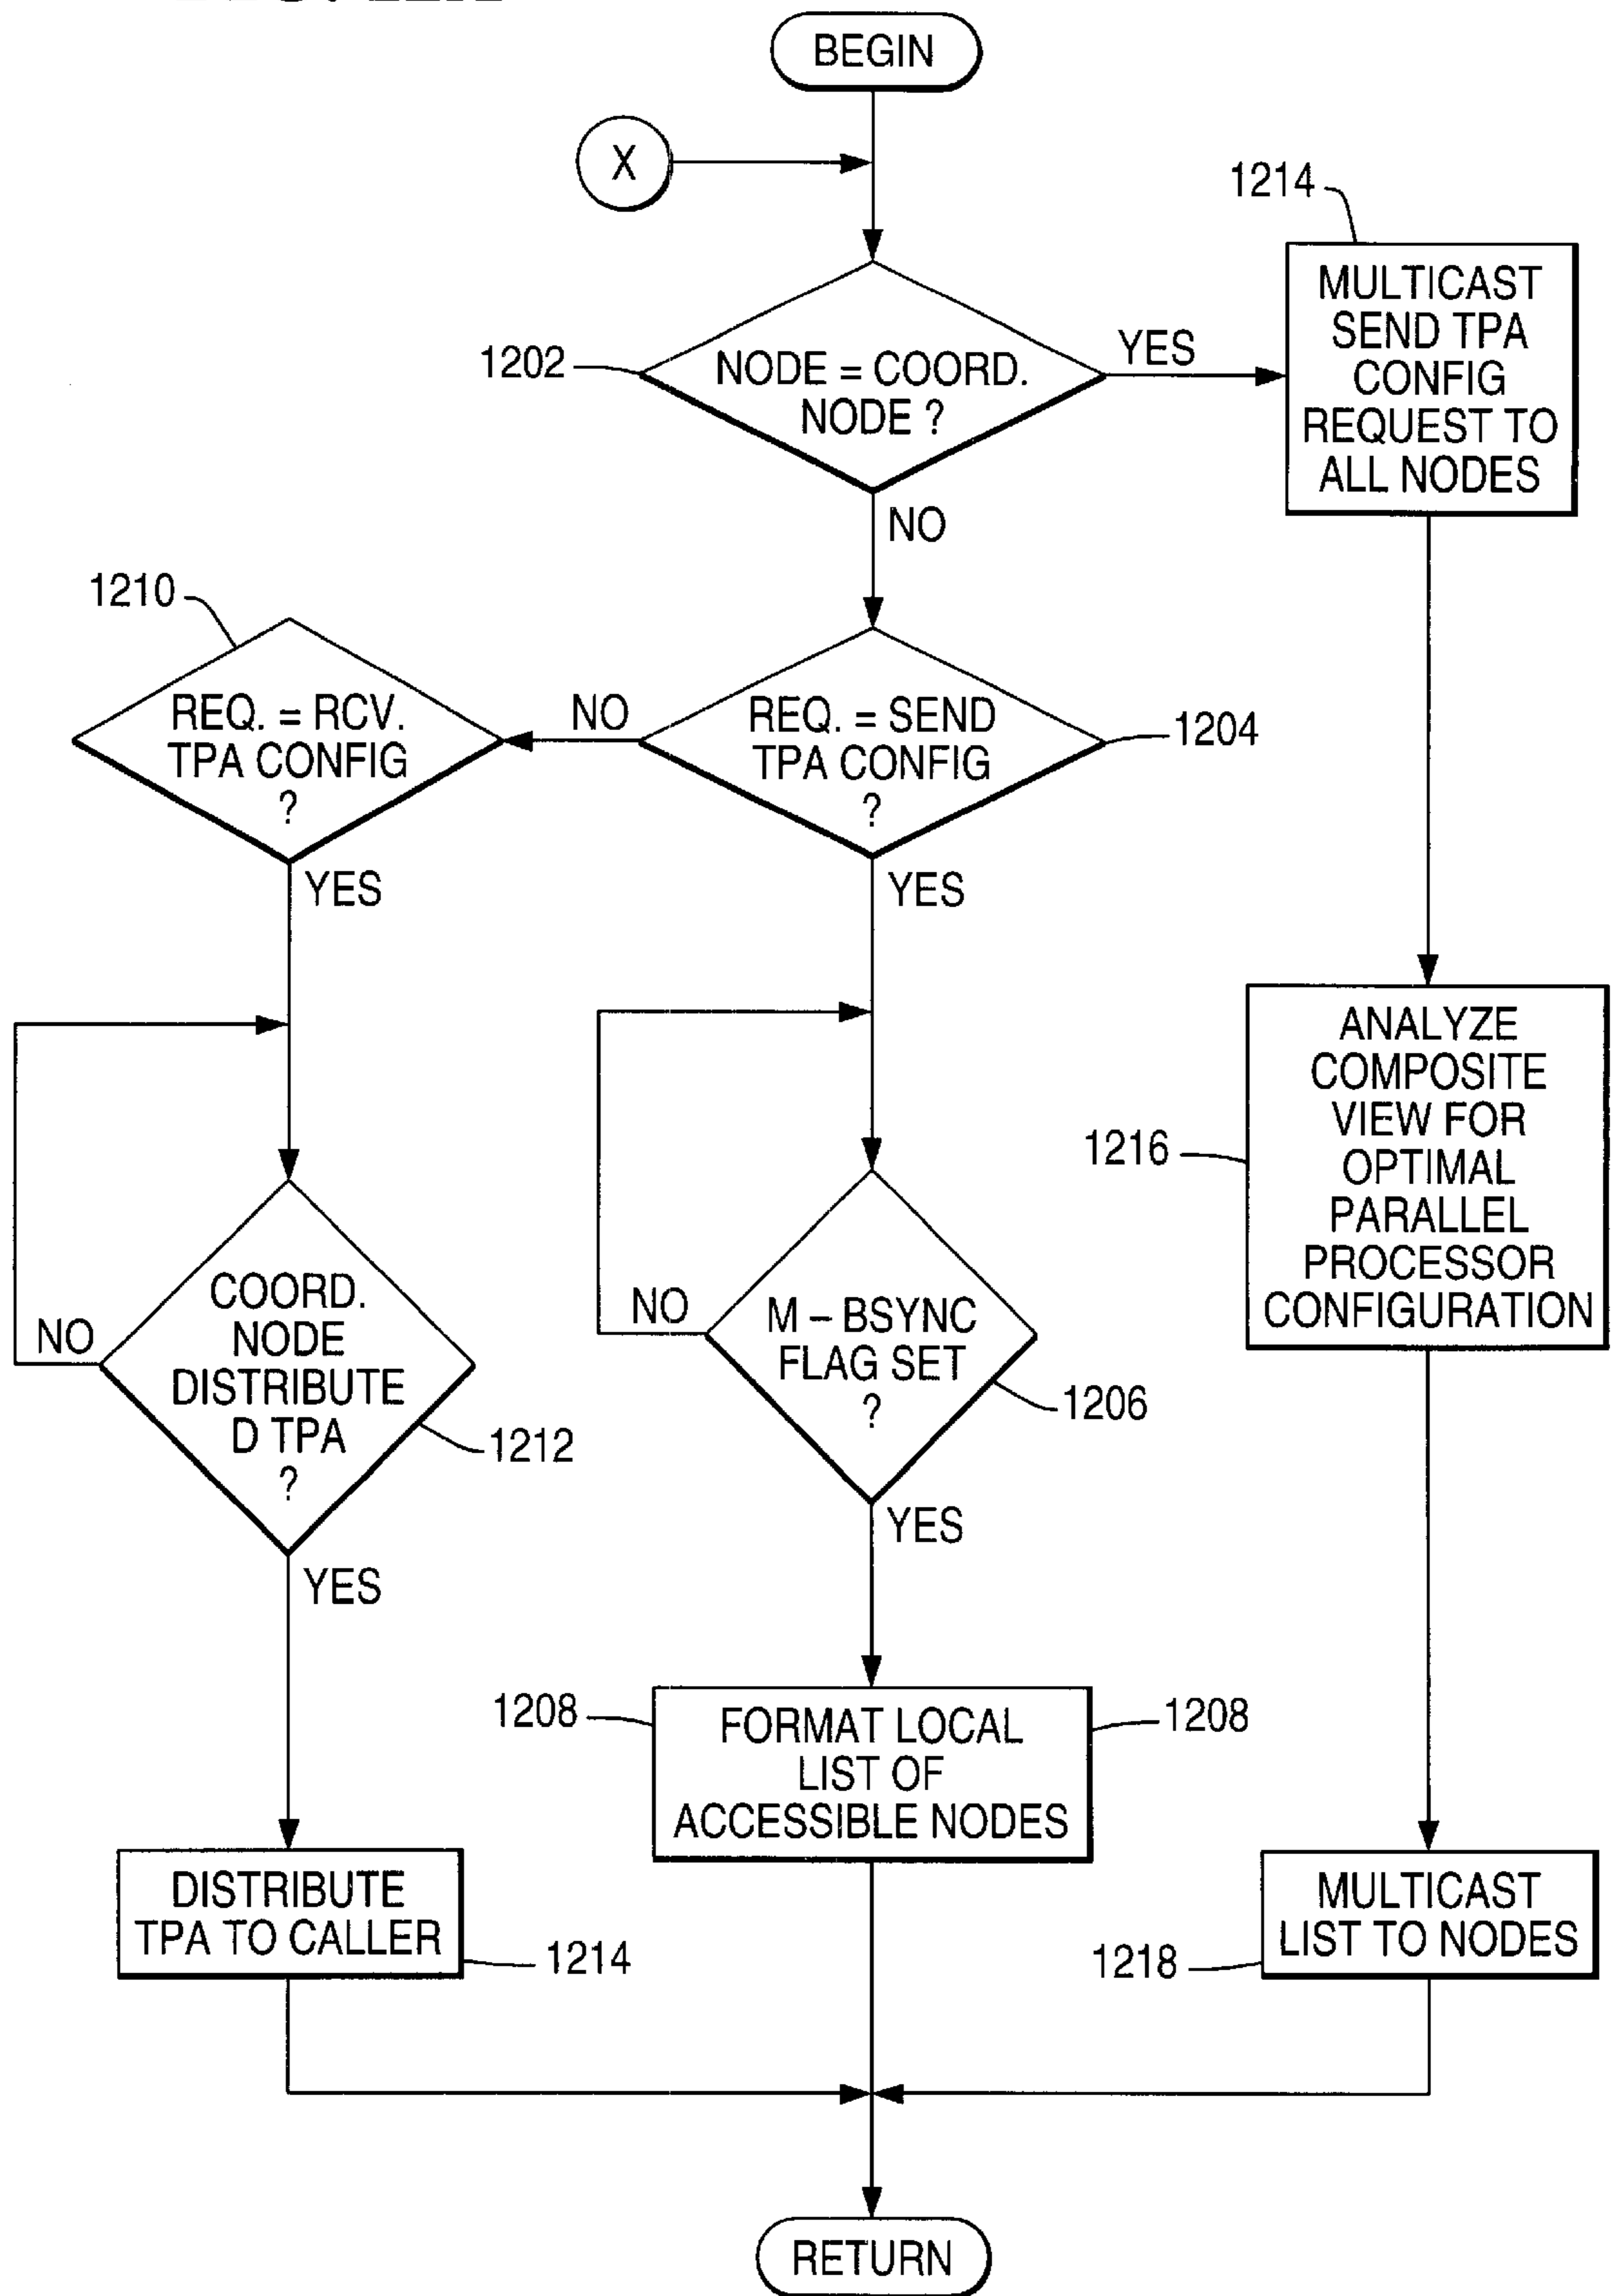 BEGIN
X
1214
MULTICAST
SEND TPA
CONFIG
REQUEST TO
ALL NODES
1202
NODE = COORD.
NODE ?
YES
NO
1210
REQ. = RCV.
TPA CONFIG
?
NO
REQ. = SEND
TPA CONFIG
?
1204
YES
YES
ANALYZE
COMPOSITE
VIEW FOR
OPTIMAL
PARALLEL
PROCESSOR
CONFIGURATION
1216
COORD.
NODE
DISTRIBUTE
D TPA
?
NO
1212
NO
M – BSYNC
FLAG SET
?
1206
YES
YES
1208
FORMAT LOCAL
LIST OF
ACCESSIBLE NODES
1208
DISTRIBUTE
TPA TO CALLER
1214
MULTICAST
LIST TO NODES
1218
RETURN